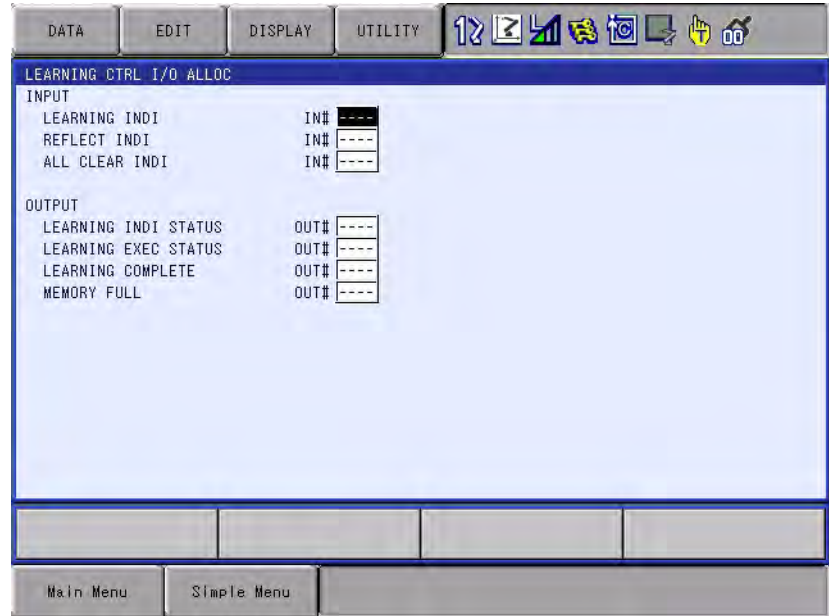 DATA EDIT DISPLAY UTILITY
LEARNING CTRL I/O ALLOC
INPUT
LEARNING INDI IN# ----
REFLECT INDI IN# ----
ALL CLEAR INDI IN# ----
OUTPUT
LEARNING INDI STATUS OUT# ----
LEARNING EXEC STATUS OUT# ----
LEARNING COMPLETE OUT# ----
MEMORY FULL OUT# ----
Main Menu Simple Menu